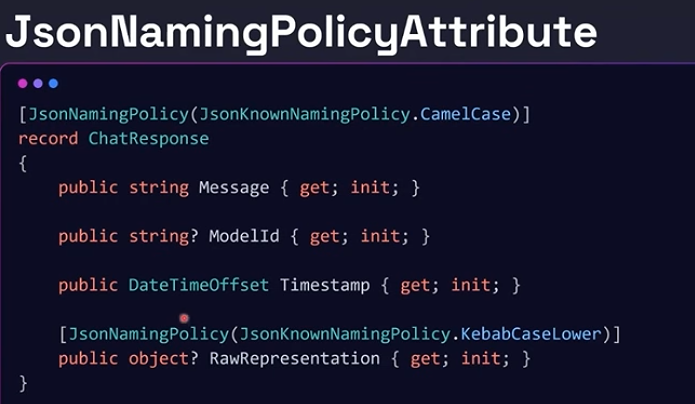 JsonNamingPolicyAttribute
[JsonNamingPolicy(JsonKnownNamingPolicy.CamelCase)]
record ChatResponse
{
    public string Message { get; init; }
    public string? ModelId { get; init; }
    public DateTimeOffset Timestamp { get; init; }
    [JsonNamingPolicy(JsonKnownNamingPolicy.KebabCaseLower)]
    public object? RawRepresentation { get; init; }
}